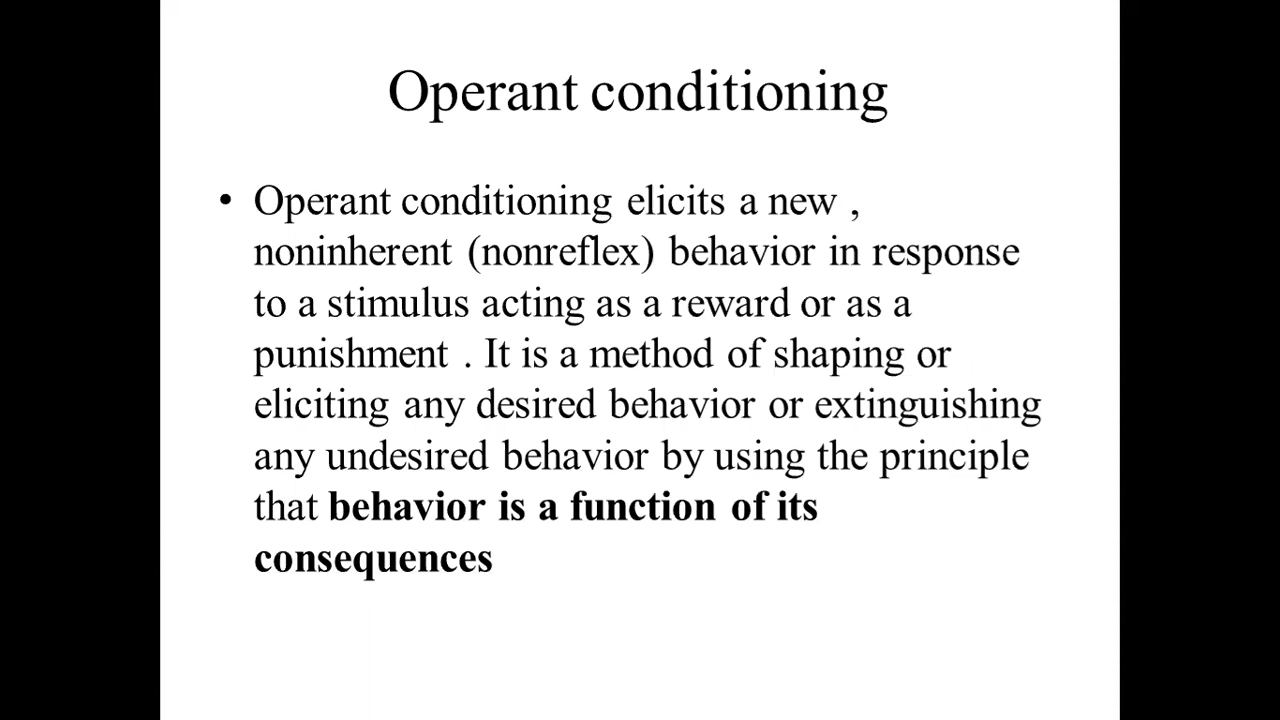 Operant conditioning
• Operant conditioning elicits a new ,
noninherent (nonreflex) behavior in response
to a stimulus acting as a reward or as a
punishment . It is a method of shaping or
eliciting any desired behavior or extinguishing
any undesired behavior by using the principle
that behavior is a function of its
consequences